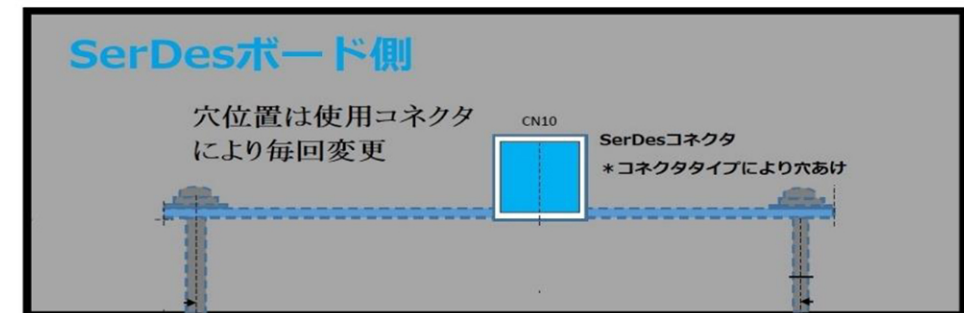 SerDesボード側
穴位置は使用コネクタ
により毎回変更
CN10
SerDesコネクタ
＊コネクタタイプにより穴あけ